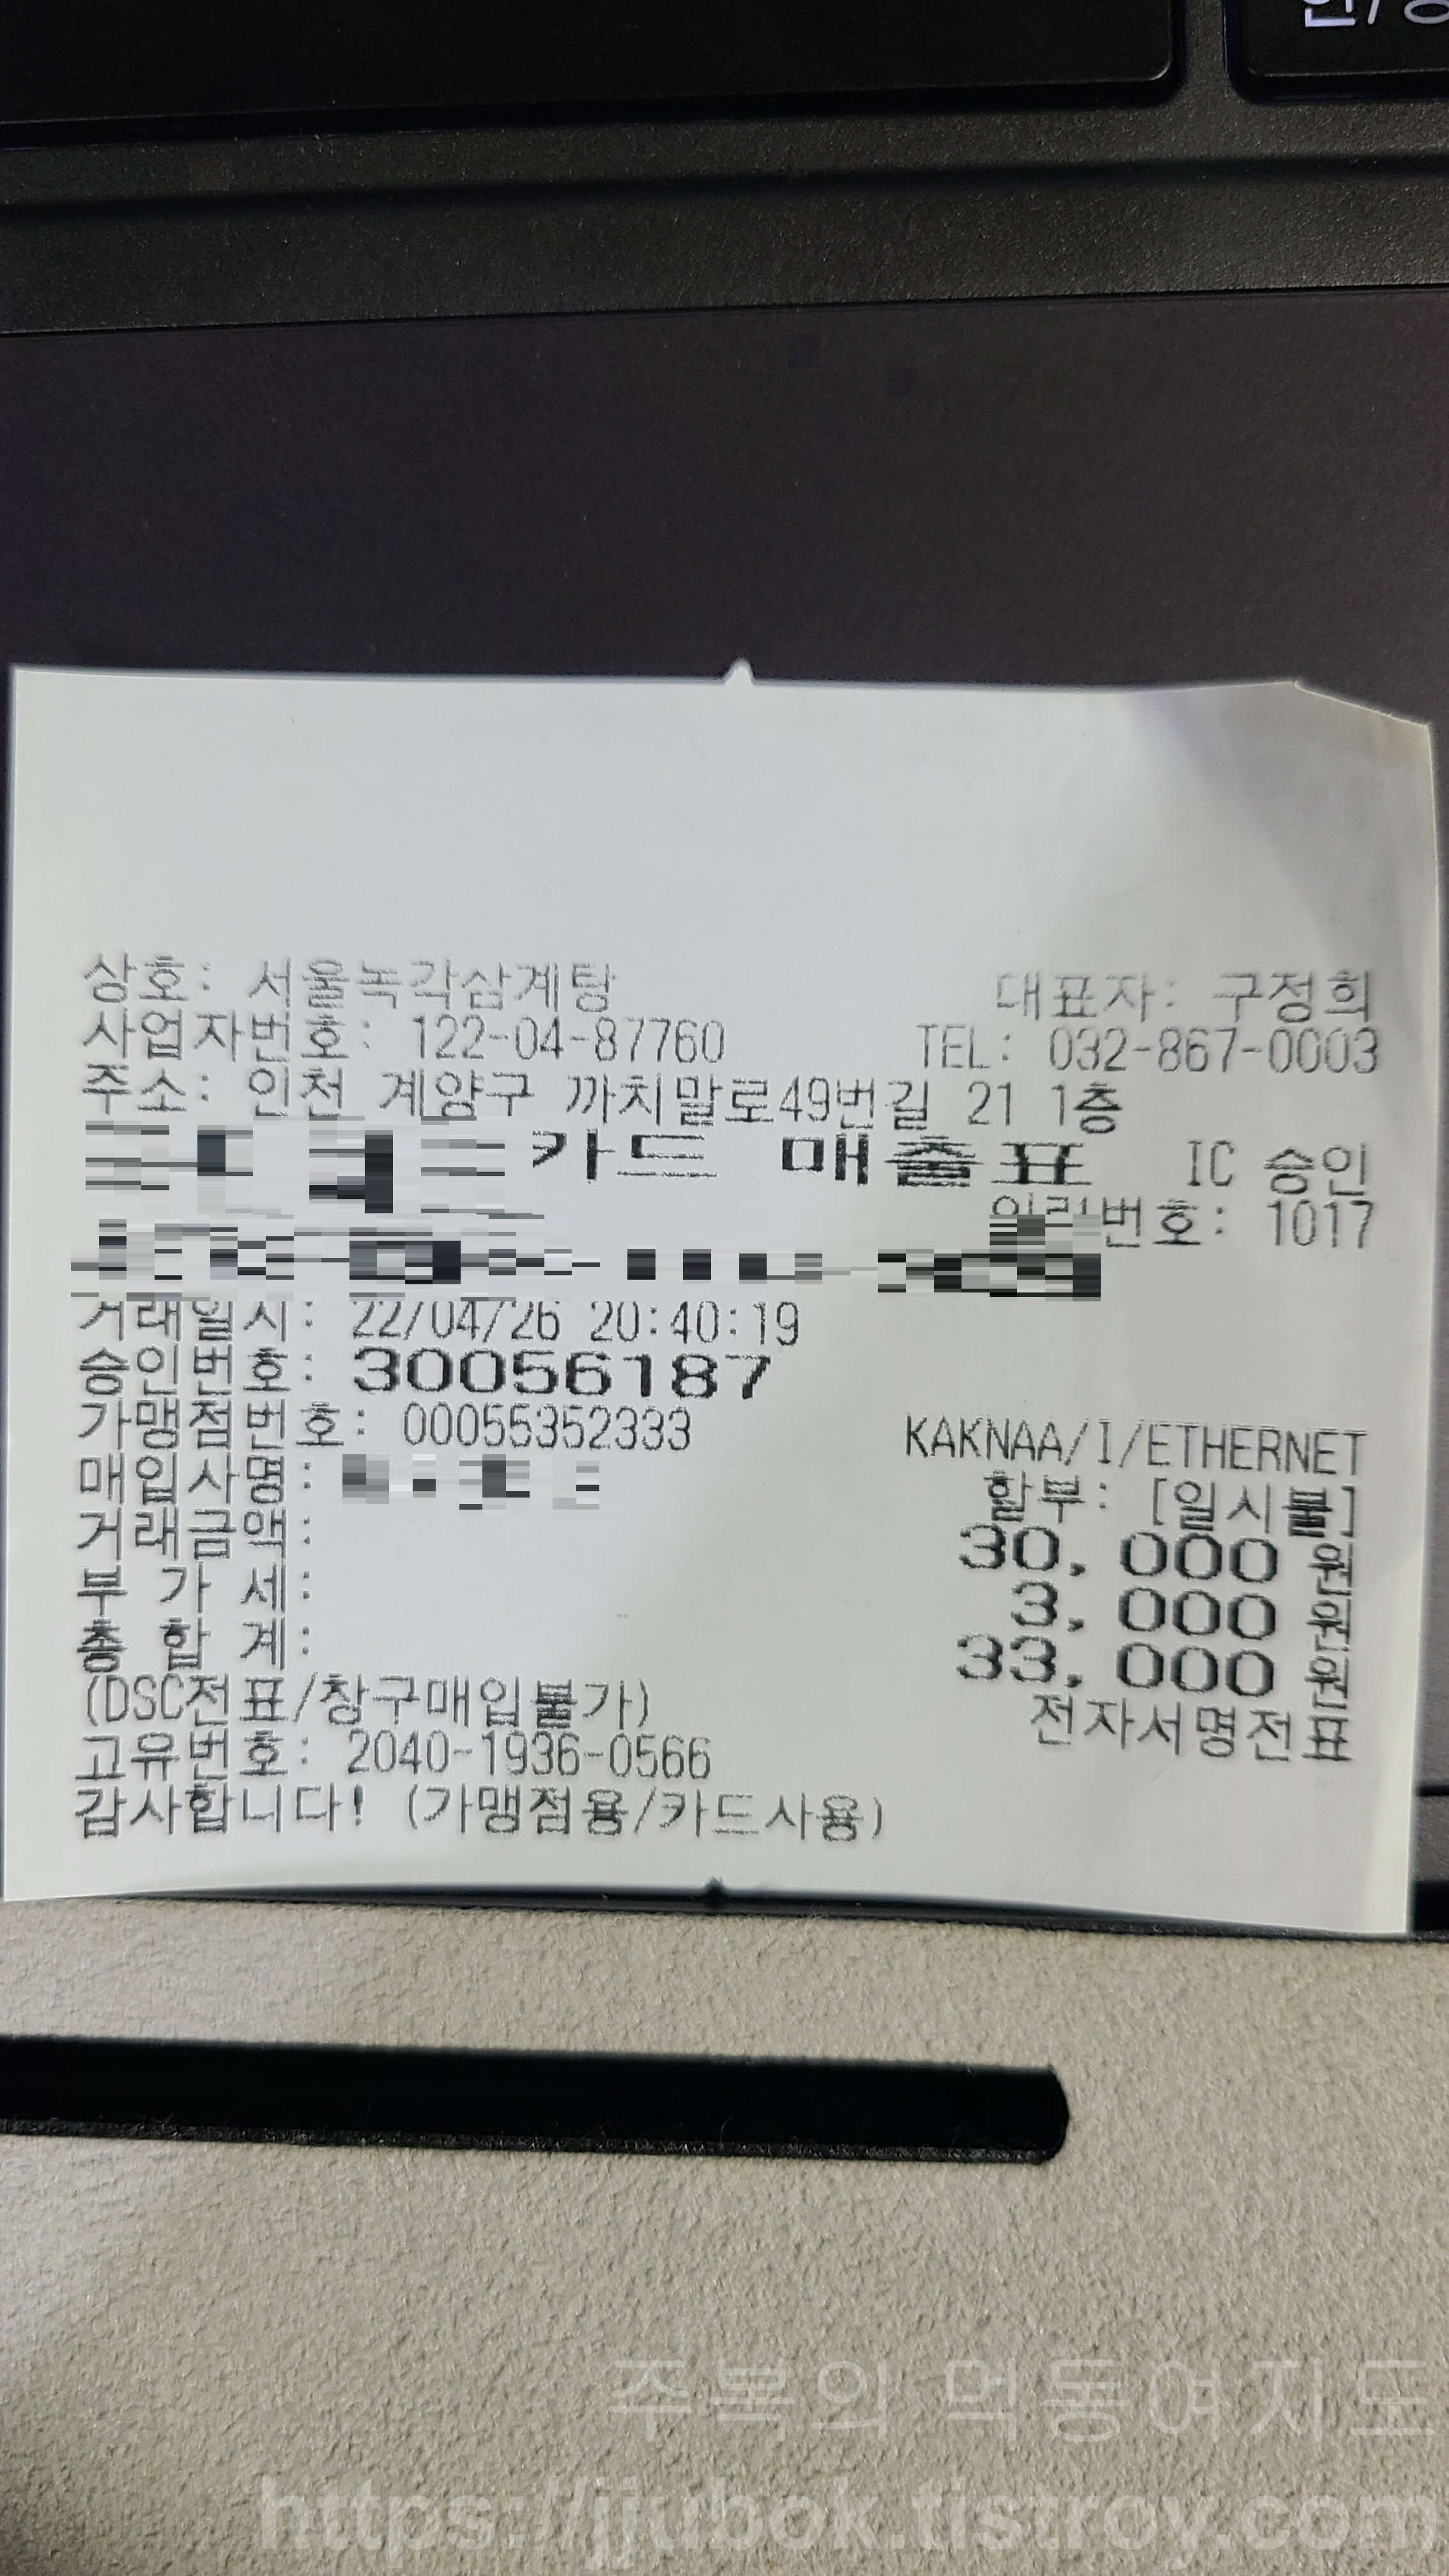 한/영
상호: 서울녹각삼계탕 대표자: 구정희
사업자번호: 122-04-87760 TEL: 032-867-0003
주소: 인천 계양구 까치말로49번길 21 1층
카드 매출표 IC 승인
일련번호: 1017
거래일시: 22/04/26 20:40:19
승인번호: 30056187
가맹점번호: 00055352333 KAKNAA/I/ETHERNET
매입사명: 할부: [일시불]
거래금액: 30,000 원
부 가 세: 3,000 원
총 합 계: 33,000 원
(DSC전표/창구매입불가) 전자서명전표
고유번호: 2040-1936-0566
감사합니다! (가맹점용/카드사용)
주복의 먹동여지도
https://jjubok.tistroy.com